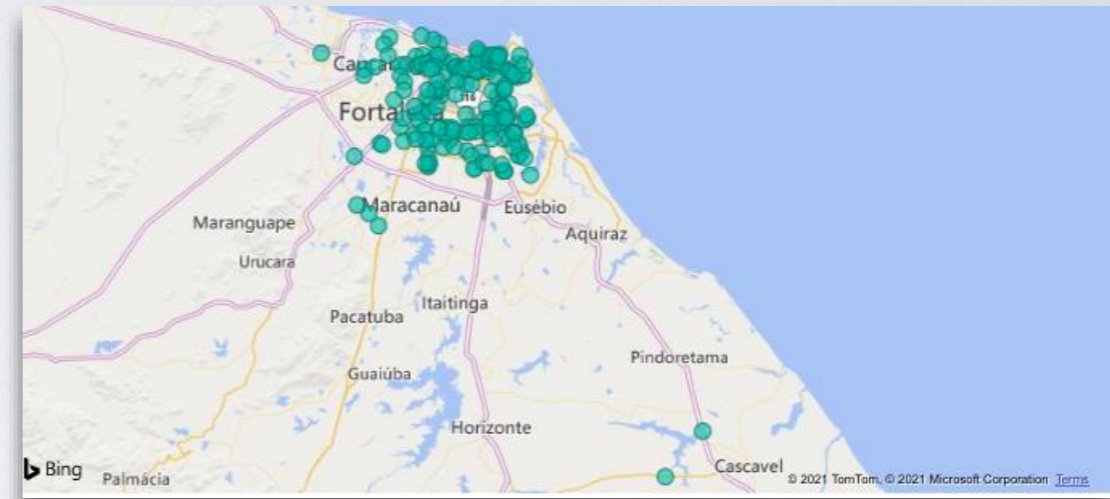 Fortaleza
116
Maracanaú
Eusébio
Maranguape
Aquiraz
Urucara
Itaitinga
Pacatuba
Pindoretama
Guaiúba
Horizonte
Cascavel
Bing
Palmácia
© 2021 TomTom, © 2021 Microsoft Corporation Terms